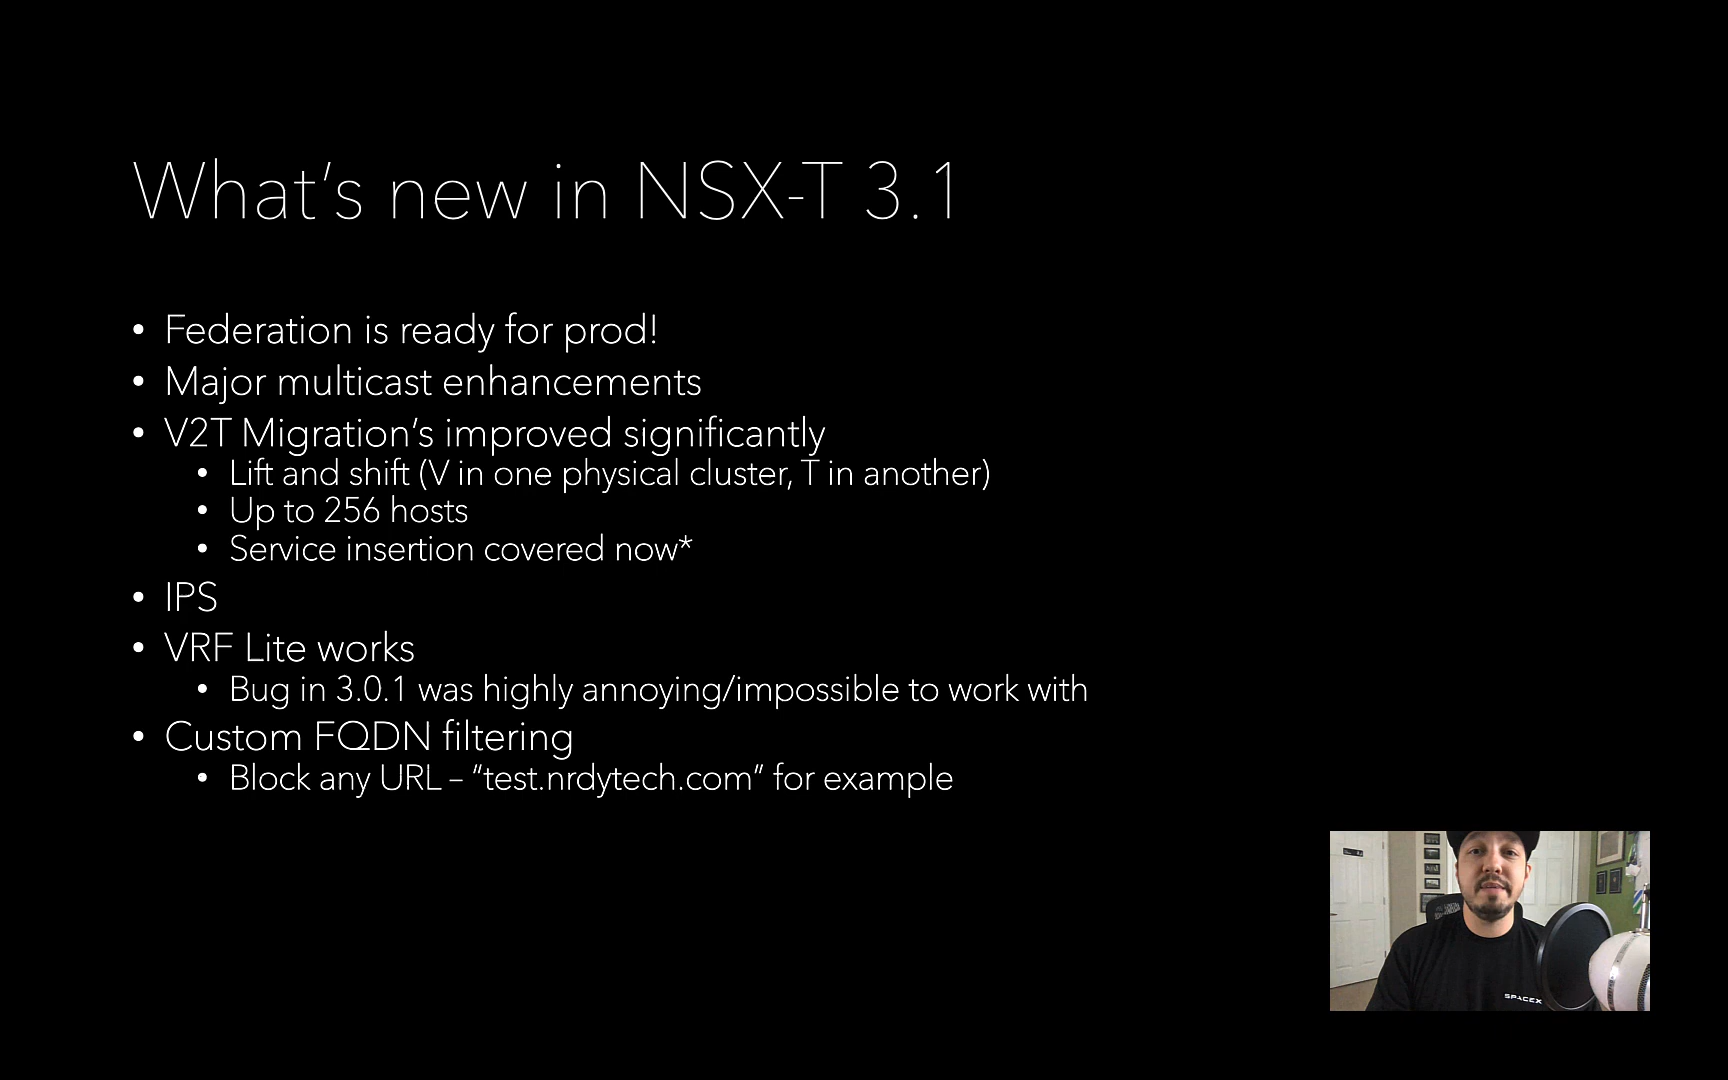 What's new in NSX-T 3.1
• Federation is ready for prod!
• Major multicast enhancements
• V2T Migration's improved significantly
• Lift and shift (V in one physical cluster, T in another)
• Up to 256 hosts
• Service insertion covered now*
• IPS
• VRF Lite works
• Bug in 3.0.1 was highly annoying/impossible to work with
• Custom FQDN filtering
• Block any URL – "test.nrdytech.com" for example
SPACEX